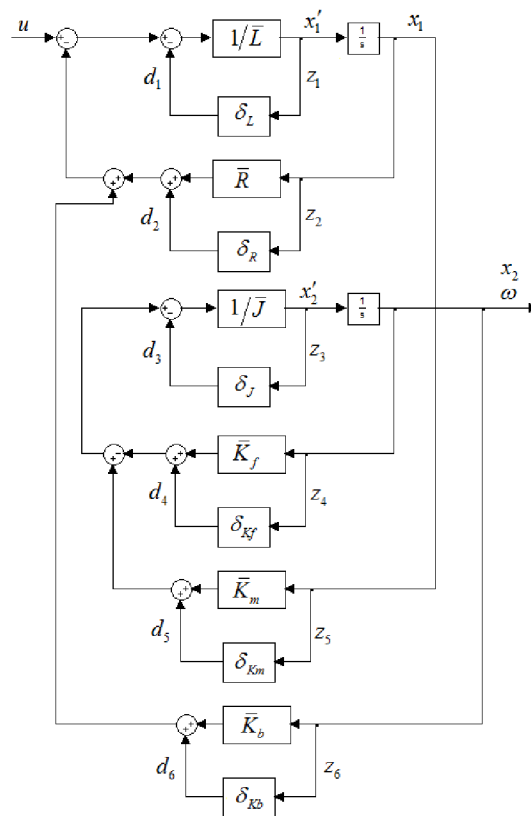 u
1/L̅
x₁′
1/s
x₁
d₁
z₁
δ_L
R̅
d₂
z₂
δ_R
x₂
ω
1/J̅
x₂′
1/s
d₃
z₃
δ_J
K̅_f
d₄
z₄
δ_Kf
K̅_m
d₅
z₅
δ_Km
K̅_b
d₆
z₆
δ_Kb